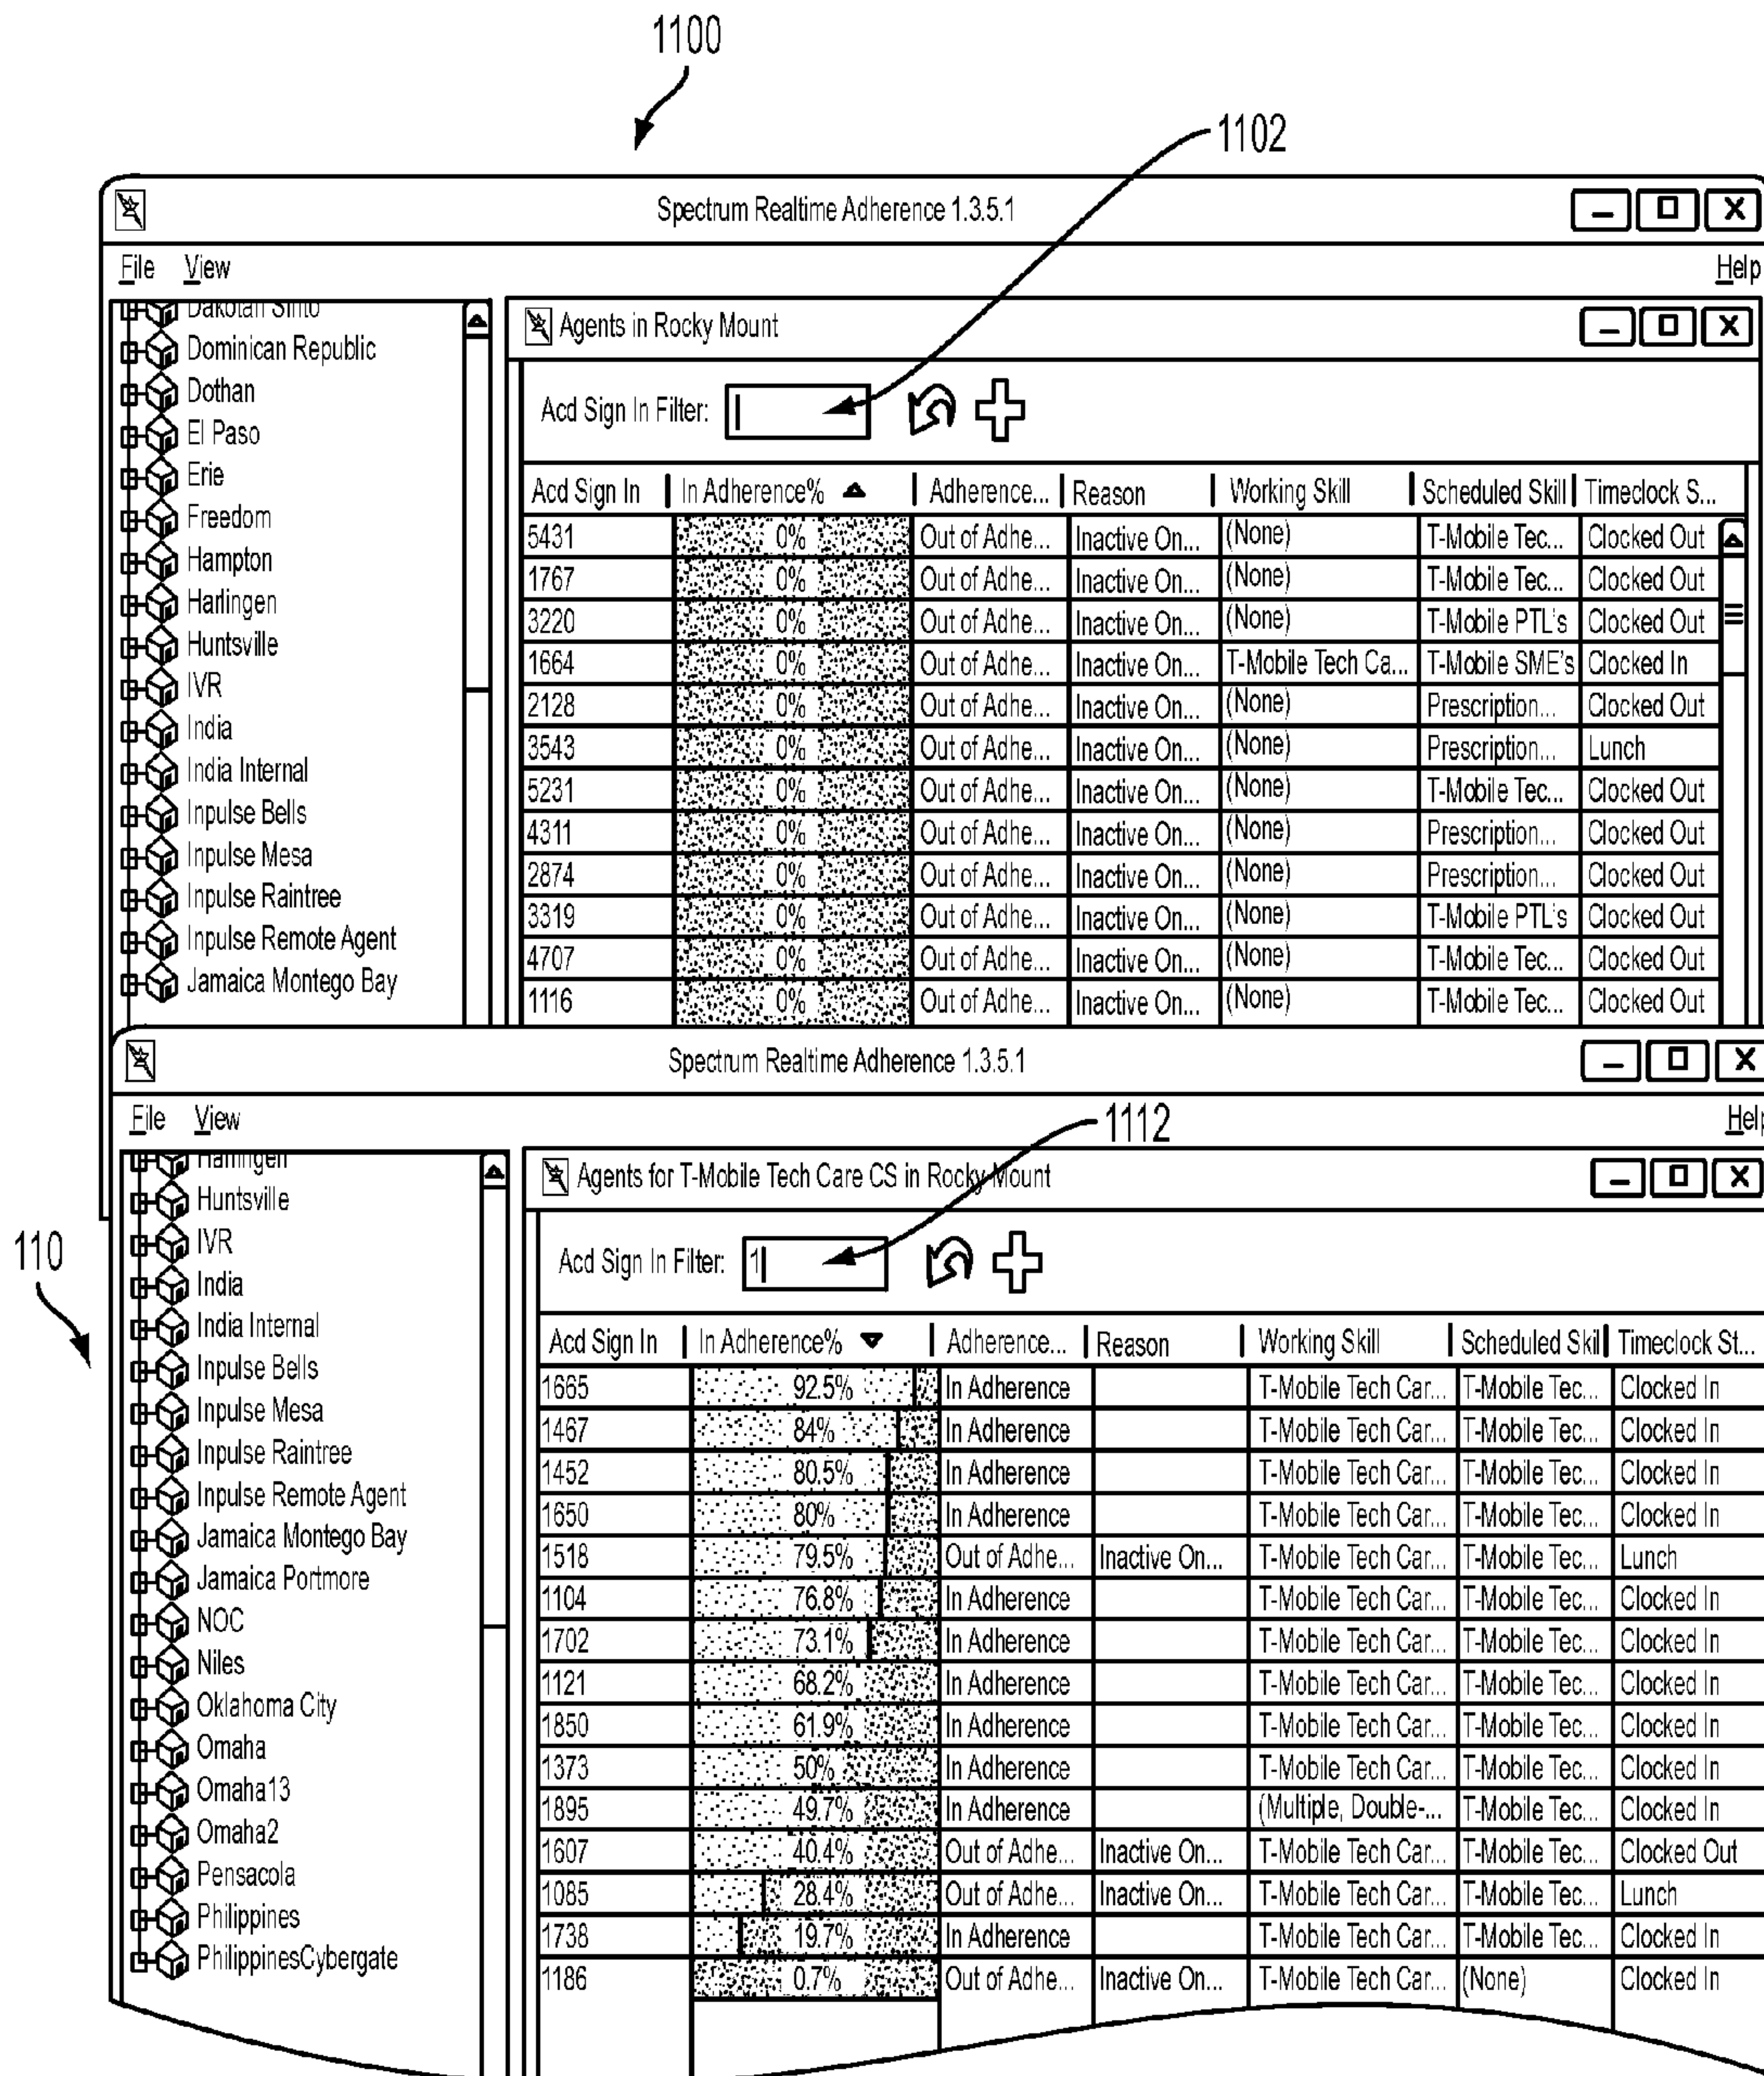 1100
1102
Spectrum Realtime Adherence 1.3.5.1
File View Help
Dakotah Sinto
Dominican Republic
Dothan
El Paso
Erie
Freedom
Hampton
Harlingen
Huntsville
IVR
India
India Internal
Inpulse Bells
Inpulse Mesa
Inpulse Raintree
Inpulse Remote Agent
Jamaica Montego Bay
Agents in Rocky Mount
Acd Sign In Filter:
Acd Sign In In Adherence% Adherence... Reason Working Skill Scheduled Skill Timeclock S...
5431 0% Out of Adhe... Inactive On... (None) T-Mobile Tec... Clocked Out
1767 0% Out of Adhe... Inactive On... (None) T-Mobile Tec... Clocked Out
3220 0% Out of Adhe... Inactive On... (None) T-Mobile PTL's Clocked Out
1664 0% Out of Adhe... Inactive On... T-Mobile Tech Ca... T-Mobile SME's Clocked In
2128 0% Out of Adhe... Inactive On... (None) Prescription... Clocked Out
3543 0% Out of Adhe... Inactive On... (None) Prescription... Lunch
5231 0% Out of Adhe... Inactive On... (None) T-Mobile Tec... Clocked Out
4311 0% Out of Adhe... Inactive On... (None) Prescription... Clocked Out
2874 0% Out of Adhe... Inactive On... (None) Prescription... Clocked Out
3319 0% Out of Adhe... Inactive On... (None) T-Mobile PTL's Clocked Out
4707 0% Out of Adhe... Inactive On... (None) T-Mobile Tec... Clocked Out
1116 0% Out of Adhe... Inactive On... (None) T-Mobile Tec... Clocked Out
110
Spectrum Realtime Adherence 1.3.5.1
File View Help
1112
Harlingen
Huntsville
IVR
India
India Internal
Inpulse Bells
Inpulse Mesa
Inpulse Raintree
Inpulse Remote Agent
Jamaica Montego Bay
Jamaica Portmore
NOC
Niles
Oklahoma City
Omaha
Omaha13
Omaha2
Pensacola
Philippines
PhilippinesCybergate
Agents for T-Mobile Tech Care CS in Rocky Mount
Acd Sign In Filter: 1
Acd Sign In In Adherence% Adherence... Reason Working Skill Scheduled Skil Timeclock St...
1665 92.5% In Adherence T-Mobile Tech Car... T-Mobile Tec... Clocked In
1467 84% In Adherence T-Mobile Tech Car... T-Mobile Tec... Clocked In
1452 80.5% In Adherence T-Mobile Tech Car... T-Mobile Tec... Clocked In
1650 80% In Adherence T-Mobile Tech Car... T-Mobile Tec... Clocked In
1518 79.5% Out of Adhe... Inactive On... T-Mobile Tech Car... T-Mobile Tec... Lunch
1104 76.8% In Adherence T-Mobile Tech Car... T-Mobile Tec... Clocked In
1702 73.1% In Adherence T-Mobile Tech Car... T-Mobile Tec... Clocked In
1121 68.2% In Adherence T-Mobile Tech Car... T-Mobile Tec... Clocked In
1850 61.9% In Adherence T-Mobile Tech Car... T-Mobile Tec... Clocked In
1373 50% In Adherence T-Mobile Tech Car... T-Mobile Tec... Clocked In
1895 49.7% In Adherence (Multiple, Double-... T-Mobile Tec... Clocked In
1607 40.4% Out of Adhe... Inactive On... T-Mobile Tech Car... T-Mobile Tec... Clocked Out
1085 28.4% Out of Adhe... Inactive On... T-Mobile Tech Car... T-Mobile Tec... Lunch
1738 19.7% In Adherence T-Mobile Tech Car... T-Mobile Tec... Clocked In
1186 0.7% Out of Adhe... Inactive On... T-Mobile Tech Car... (None) Clocked In